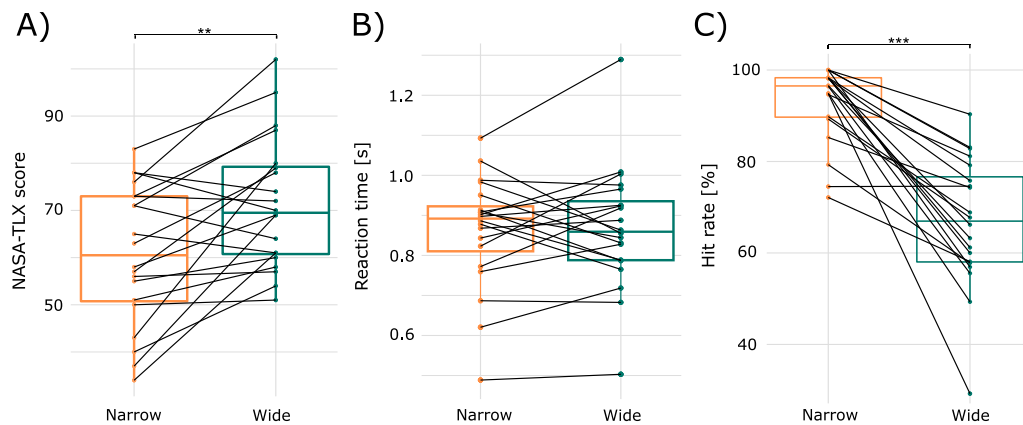 A)
**
NASA-TLX score
90
70
50
Narrow
Wide
B)
Reaction time [s]
1.2
1.0
0.8
0.6
Narrow
Wide
C)
***
Hit rate [%]
100
80
60
40
Narrow
Wide